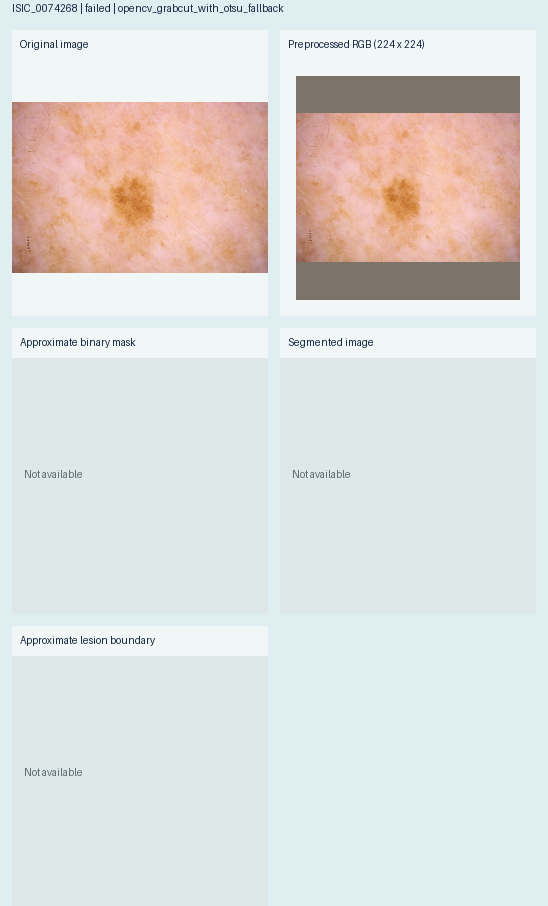 ISIC_0074268 | failed | opencv_grabcut_with_otsu_fallback
Original image
Preprocessed RGB (224 x 224)
Approximate binary mask
Segmented image
Not available
Not available
Approximate lesion boundary
Not available